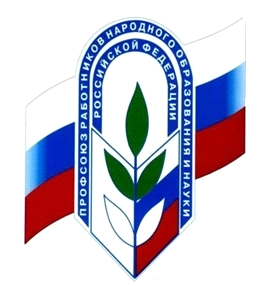 ПРОФСОЮЗ РАБОТНИКОВ НАРОДНОГО ОБРАЗОВАНИЯ И НАУКИ
РОССИЙСКОЙ ФЕДЕРАЦИИ